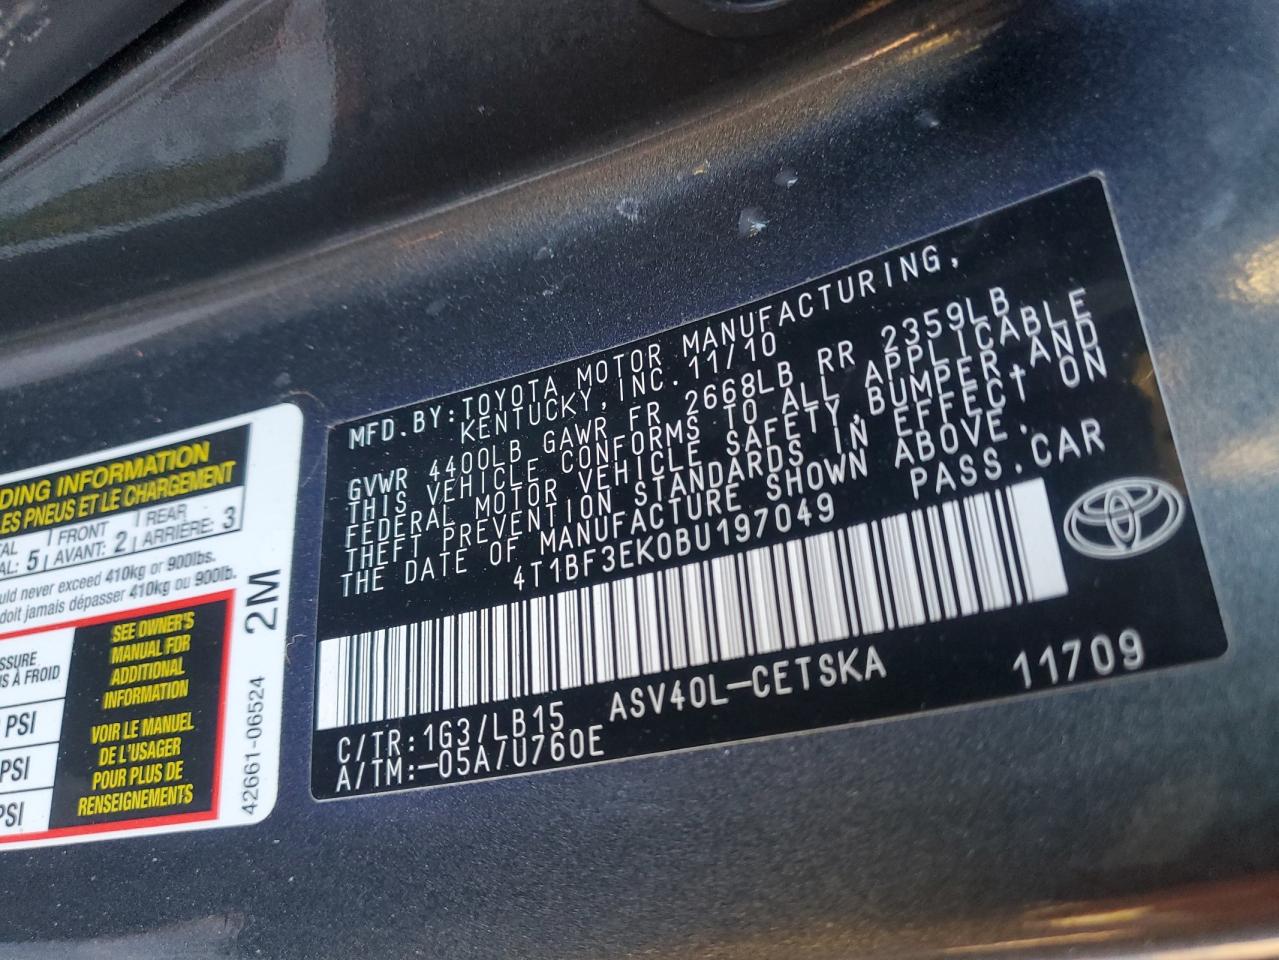 DING INFORMATION
LES PNEUS ET LE CHARGEMENT
FRONT REAR
AL: 5 AVANT: 2 ARRIÈRE: 3
never exceed 410kg or 900lbs.
doit jamais dépasser 410kg ou 900lb.
SSURE
À FROID
PSI
PSI
PSI
SEE OWNER'S
MANUAL FOR
ADDITIONAL
INFORMATION
VOIR LE MANUEL
DE L'USAGER
POUR PLUS DE
RENSEIGNEMENTS
42661-06524 2M
MFD.BY: TOYOTA MOTOR MANUFACTURING,
KENTUCKY, INC. 11/10
GVWR 4400LB GAWR FR 2668LB RR 2359LB
THIS VEHICLE CONFORMS TO ALL APPLICABLE
FEDERAL MOTOR VEHICLE SAFETY, BUMPER, AND
THEFT PREVENTION STANDARDS IN EFFECT ON
THE DATE OF MANUFACTURE SHOWN ABOVE.
4T1BF3EK0BU197049 PASS.CAR
C/TR:1G3/LB15 ASV40L-CETSKA 11709
A/TM:-05A/U760E